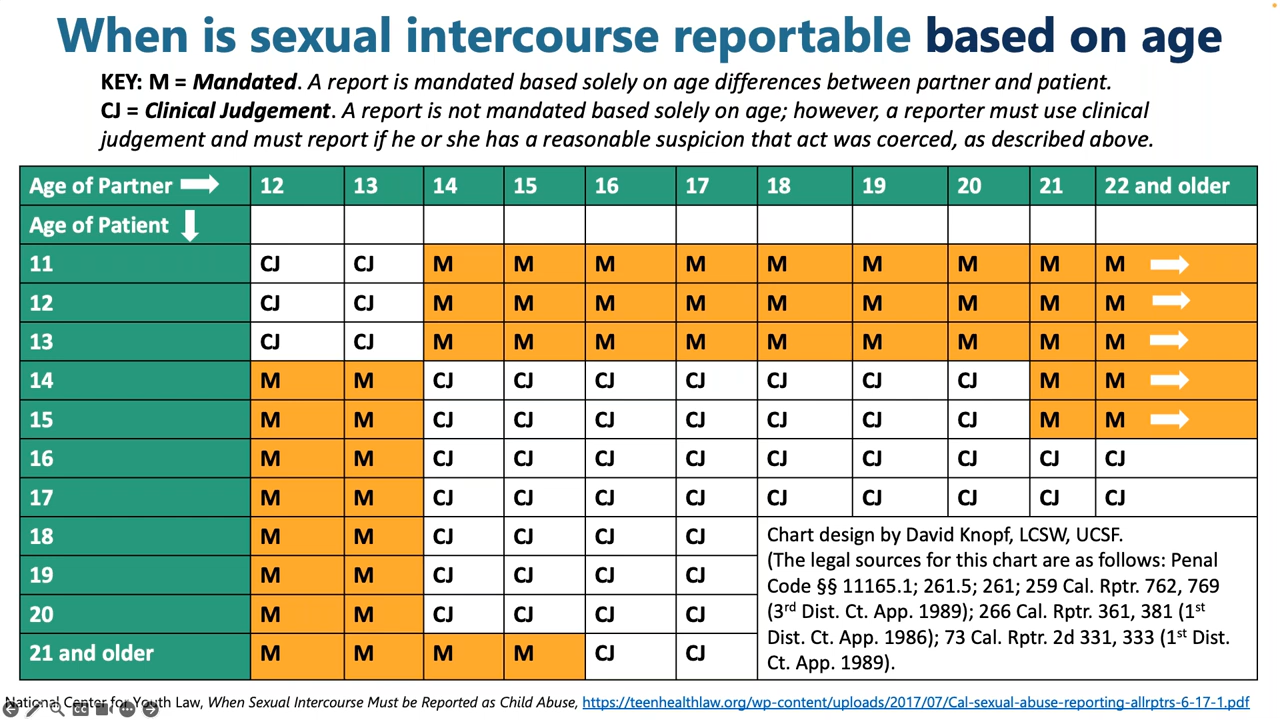 When is sexual intercourse reportable based on age
KEY: M = Mandated. A report is mandated based solely on age differences between partner and patient.
CJ = Clinical Judgement. A report is not mandated based solely on age; however, a reporter must use clinical
judgement and must report if he or she has a reasonable suspicion that act was coerced, as described above.
Age of Partner 12 13 14 15 16 17 18 19 20 21 22 and older
Age of Patient
11 CJ CJ M M M M M M M M M
12 CJ CJ M M M M M M M M M
13 CJ CJ M M M M M M M M M
14 M M CJ CJ CJ CJ CJ CJ CJ M M
15 M M CJ CJ CJ CJ CJ CJ CJ M M
16 M M CJ CJ CJ CJ CJ CJ CJ CJ CJ
17 M M CJ CJ CJ CJ CJ CJ CJ CJ CJ
18 M M CJ CJ CJ CJ
19 M M CJ CJ CJ CJ
20 M M CJ CJ CJ CJ
21 and older M M M M CJ CJ
Chart design by David Knopf, LCSW, UCSF.
(The legal sources for this chart are as follows: Penal
Code §§ 11165.1; 261.5; 261; 259 Cal. Rptr. 762, 769
(3rd Dist. Ct. App. 1989); 266 Cal. Rptr. 361, 381 (1st
Dist. Ct. App. 1986); 73 Cal. Rptr. 2d 331, 333 (1st Dist.
Ct. App. 1989).
National Center for Youth Law, When Sexual Intercourse Must be Reported as Child Abuse, https://teenhealthlaw.org/wp-content/uploads/2017/07/Cal-sexual-abuse-reporting-allrptrs-6-17-1.pdf